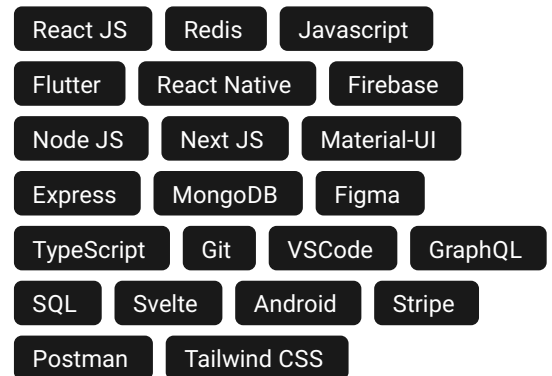 React JS Redis Javascript
Flutter React Native Firebase
Node JS Next JS Material-UI
Express MongoDB Figma
TypeScript Git VSCode GraphQL
SQL Svelte Android Stripe
Postman Tailwind CSS